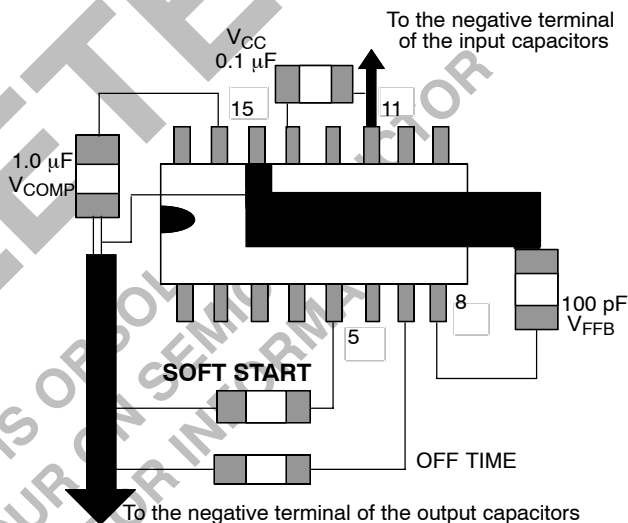 To the negative terminal
of the input capacitors
VCC
0.1 µF
15
11
1.0 µF
VCOMP
8
100 pF
VFFB
5
SOFT START
OFF TIME
To the negative terminal of the output capacitors